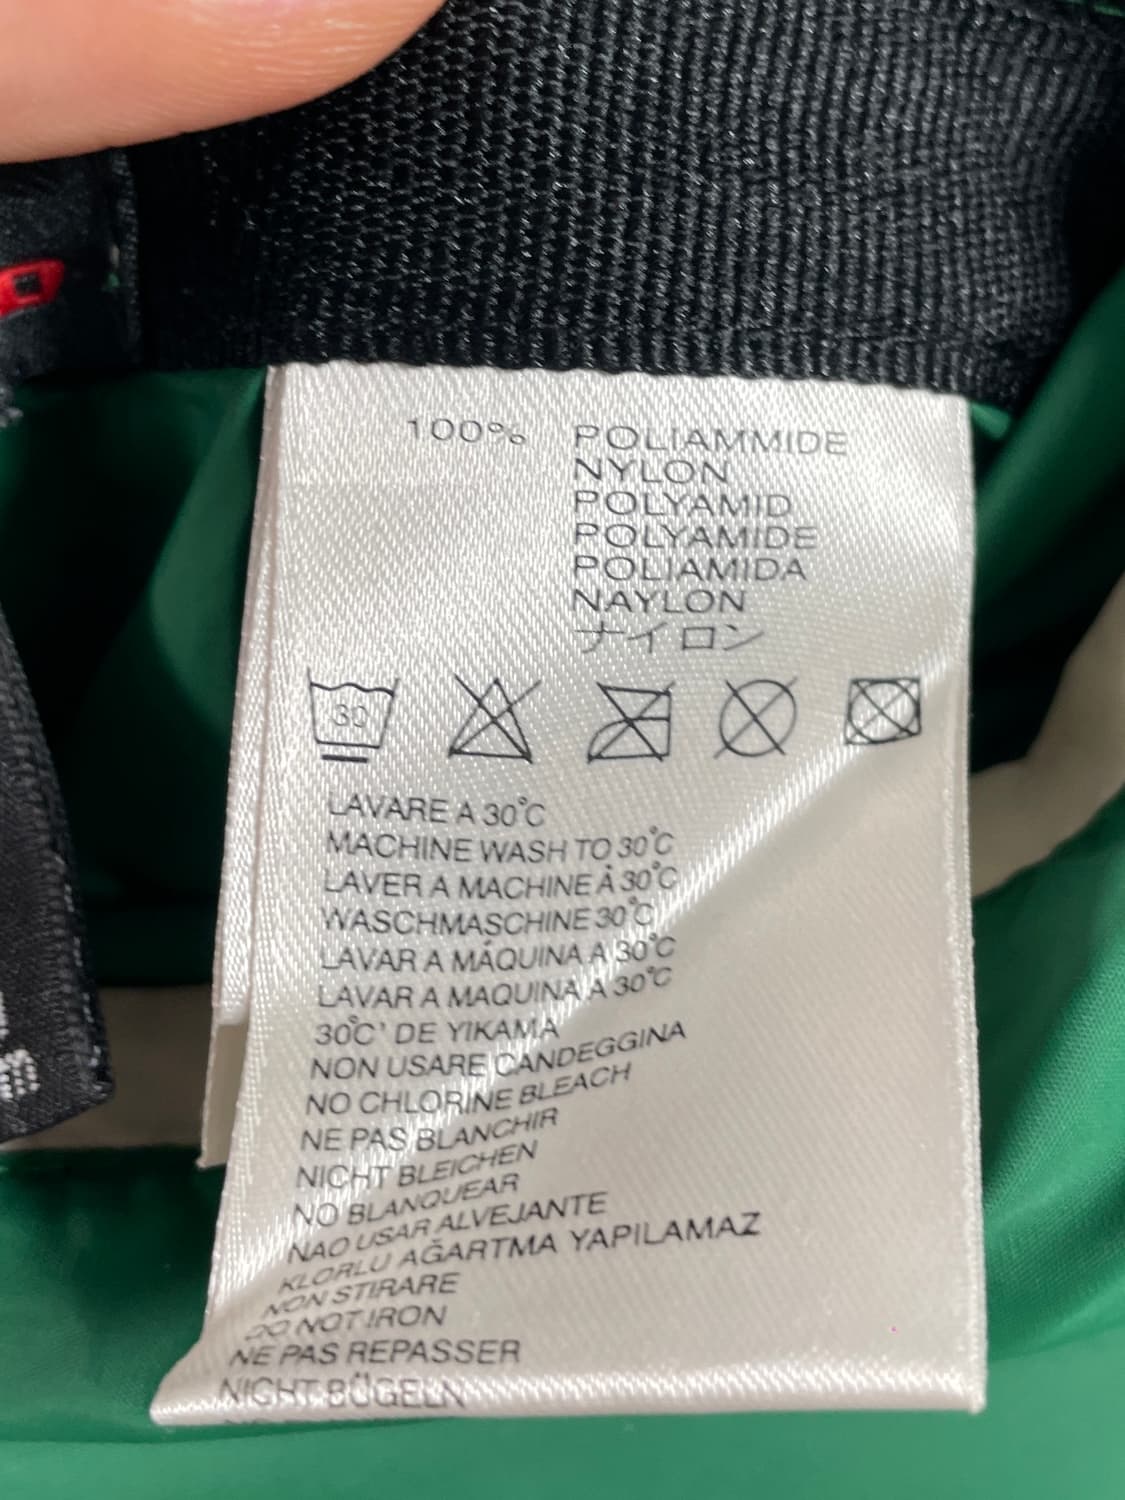 100% POLIAMMIDE
NYLON
POLYAMID
POLYAMIDE
POLIAMIDA
NAYLON
ナイロン
30
LAVARE A 30°C
MACHINE WASH TO 30°C
LAVER A MACHINE À 30°C
WASCHMASCHINE 30°C
LAVAR A MÁQUINA A 30°C
LAVAR A MAQUINA A 30°C
30°C' DE YIKAMA
NON USARE CANDEGGINA
NO CHLORINE BLEACH
NE PAS BLANCHIR
NICHT BLEICHEN
NO BLANQUEAR
NAO USAR ALVEJANTE
KLORLU AĞARTMA YAPILAMAZ
NON STIRARE
DO NOT IRON
NE PAS REPASSER
NICHT BÜGELN